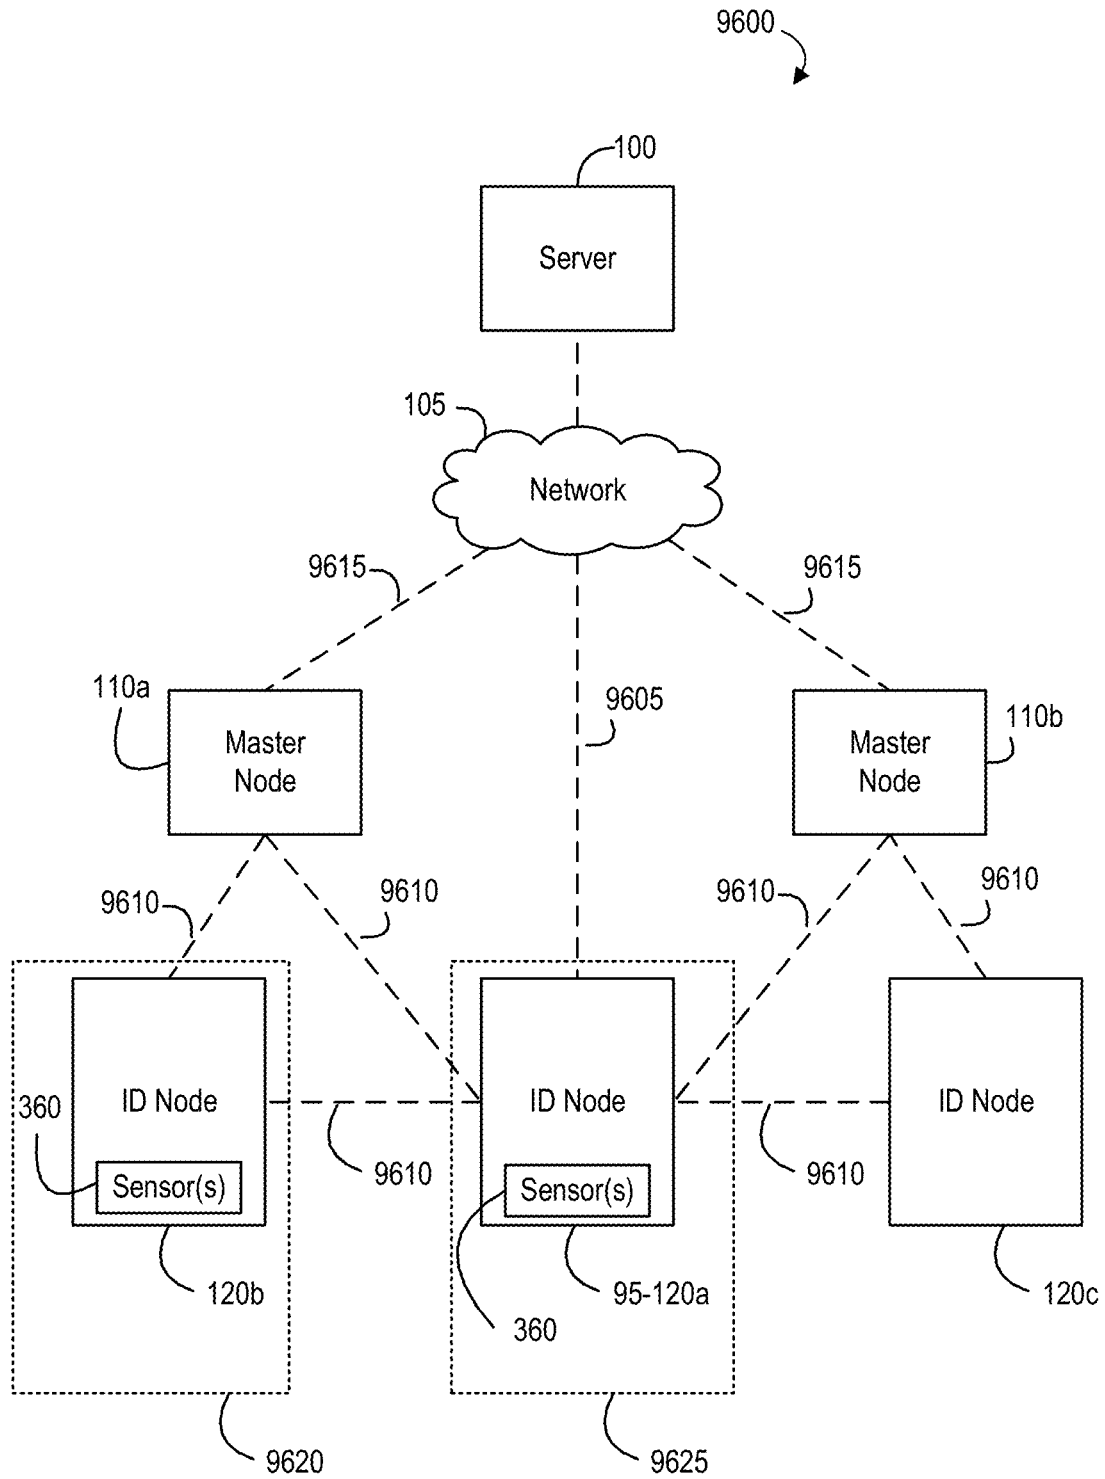 9600
100
Server
105
Network
9615
9615
110a
9605
110b
Master
Node
Master
Node
9610
9610
9610
9610
360
ID Node
ID Node
ID Node
9610
9610
Sensor(s)
Sensor(s)
120b
95-120a
120c
360
9620
9625